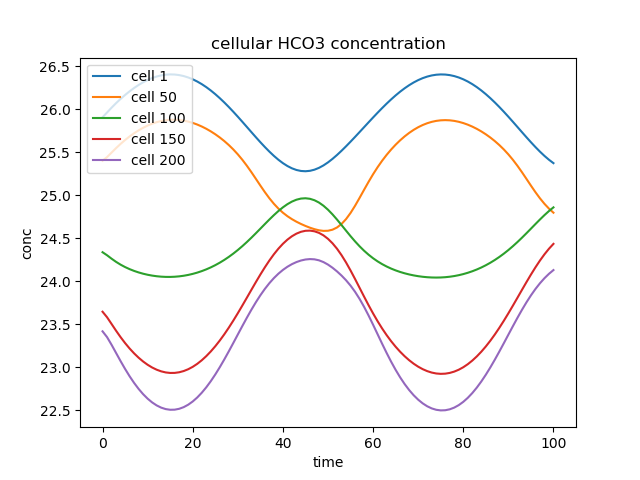 cellular HCO3 concentration
cell 1
cell 50
cell 100
cell 150
cell 200
26.5
26.0
25.5
25.0
24.5
24.0
23.5
23.0
22.5
conc
0 20 40 60 80 100
time